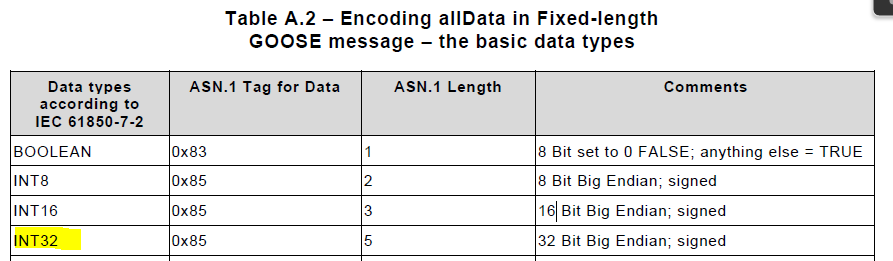 Table A.2 – Encoding allData in Fixed-length
GOOSE message – the basic data types
Data types according to IEC 61850-7-2 ASN.1 Tag for Data ASN.1 Length Comments
BOOLEAN 0x83 1 8 Bit set to 0 FALSE; anything else = TRUE
INT8 0x85 2 8 Bit Big Endian; signed
INT16 0x85 3 16 Bit Big Endian; signed
INT32 0x85 5 32 Bit Big Endian; signed